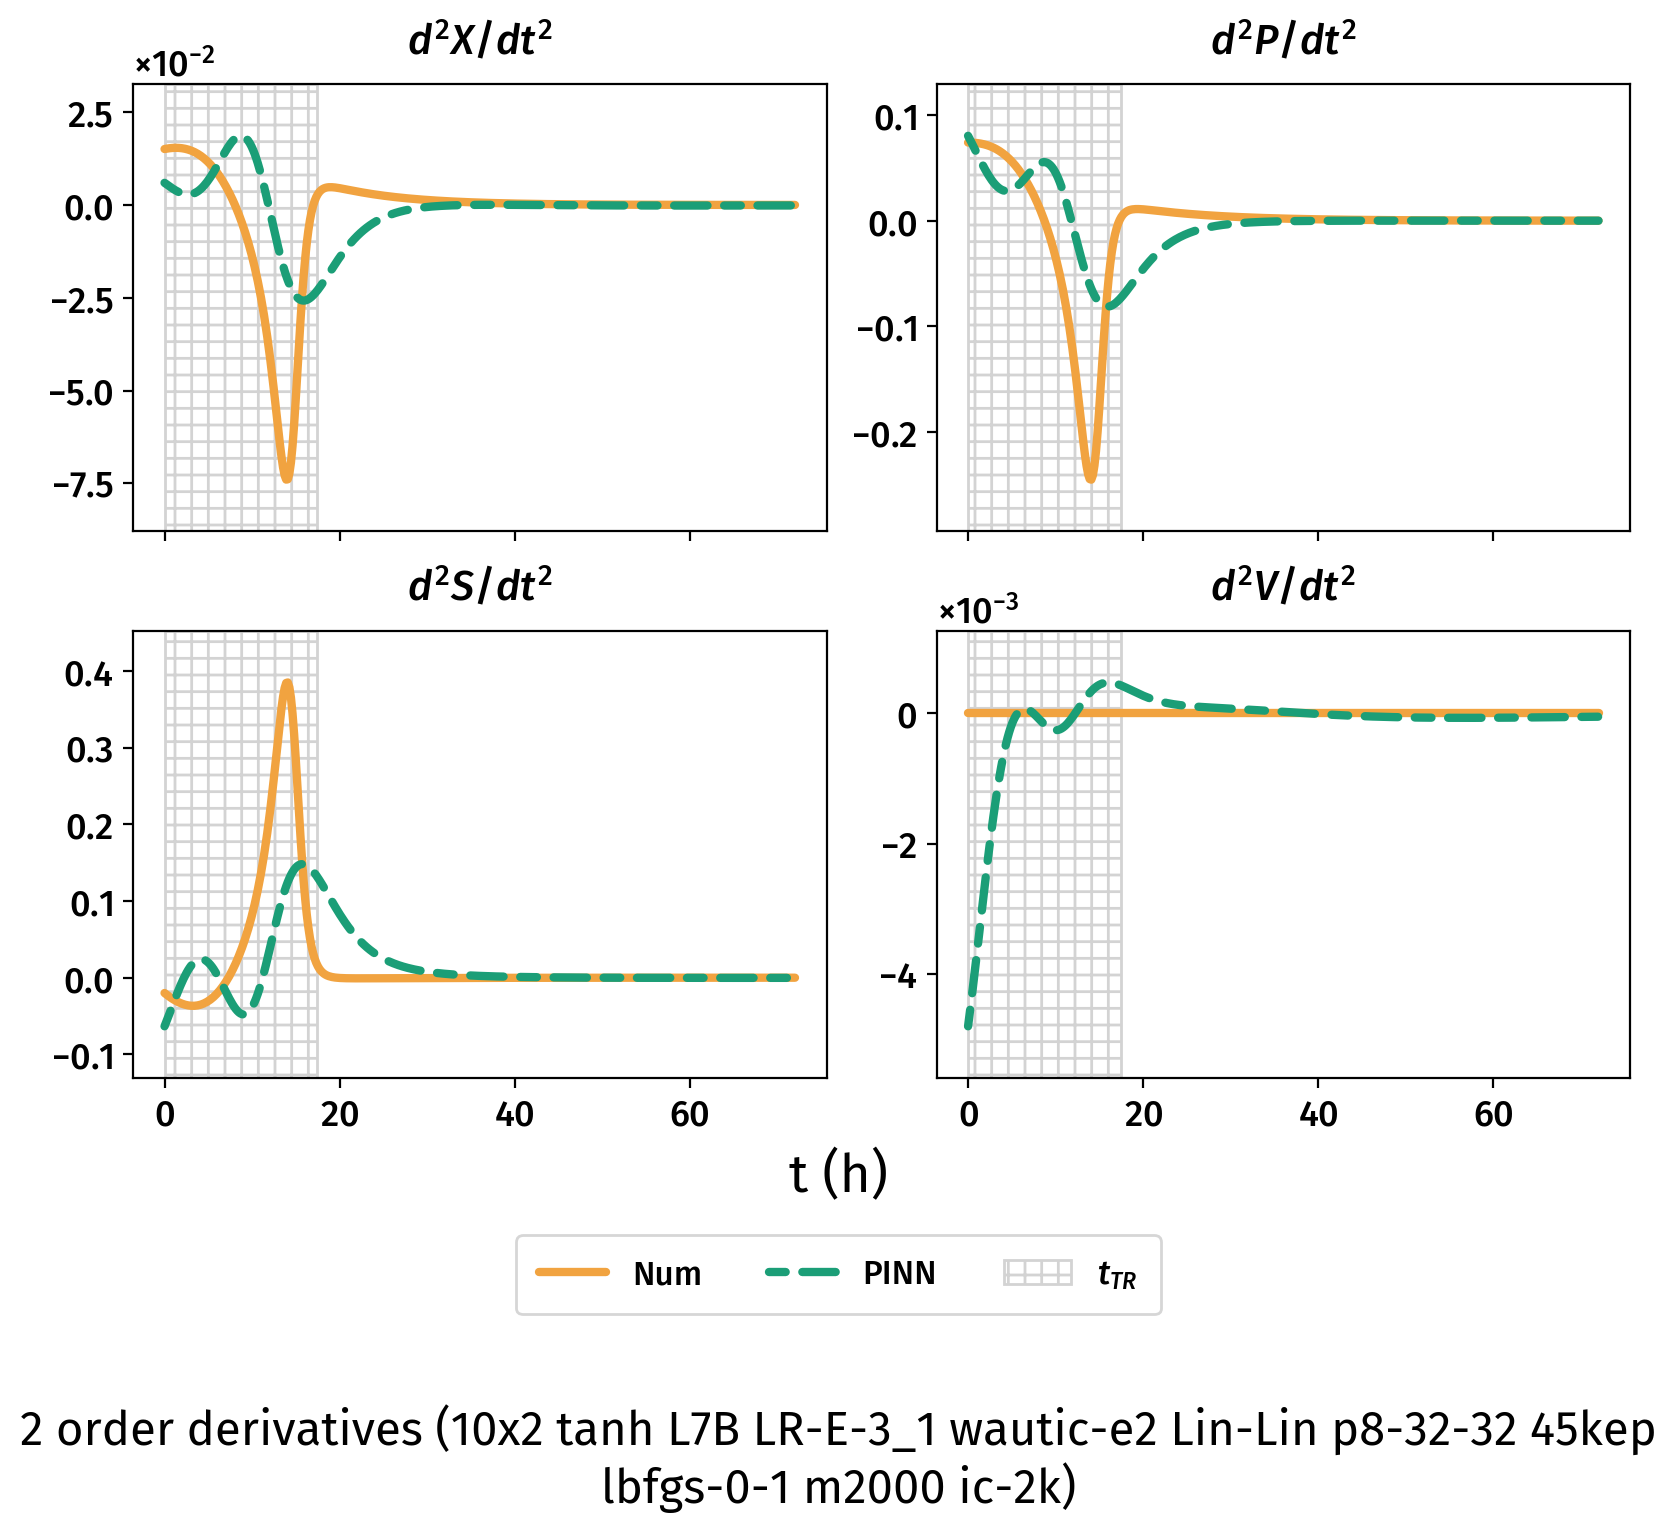 d²X/dt²
d²P/dt²
×10⁻²
2.5
0.0
−2.5
−5.0
−7.5
0.1
0.0
−0.1
−0.2
d²S/dt²
d²V/dt²
×10⁻³
0.4
0.3
0.2
0.1
0.0
−0.1
0
−2
−4
0 20 40 60
0 20 40 60
t (h)
Num PINN t_TR
2 order derivatives (10x2 tanh L7B LR-E-3_1 wautic-e2 Lin-Lin p8-32-32 45kep
lbfgs-0-1 m2000 ic-2k)